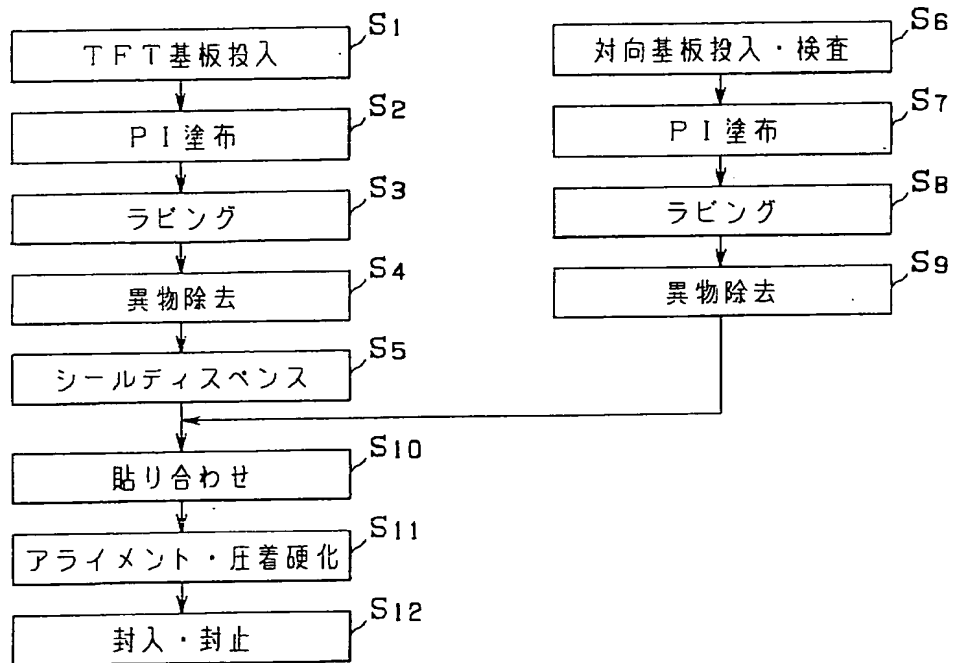 TFT基板投入
S1
PI塗布
S2
ラビング
S3
異物除去
S4
シールディスペンス
S5
対向基板投入・検査
S6
PI塗布
S7
ラビング
S8
異物除去
S9
貼り合わせ
S10
アライメント・圧着硬化
S11
封入・封止
S12